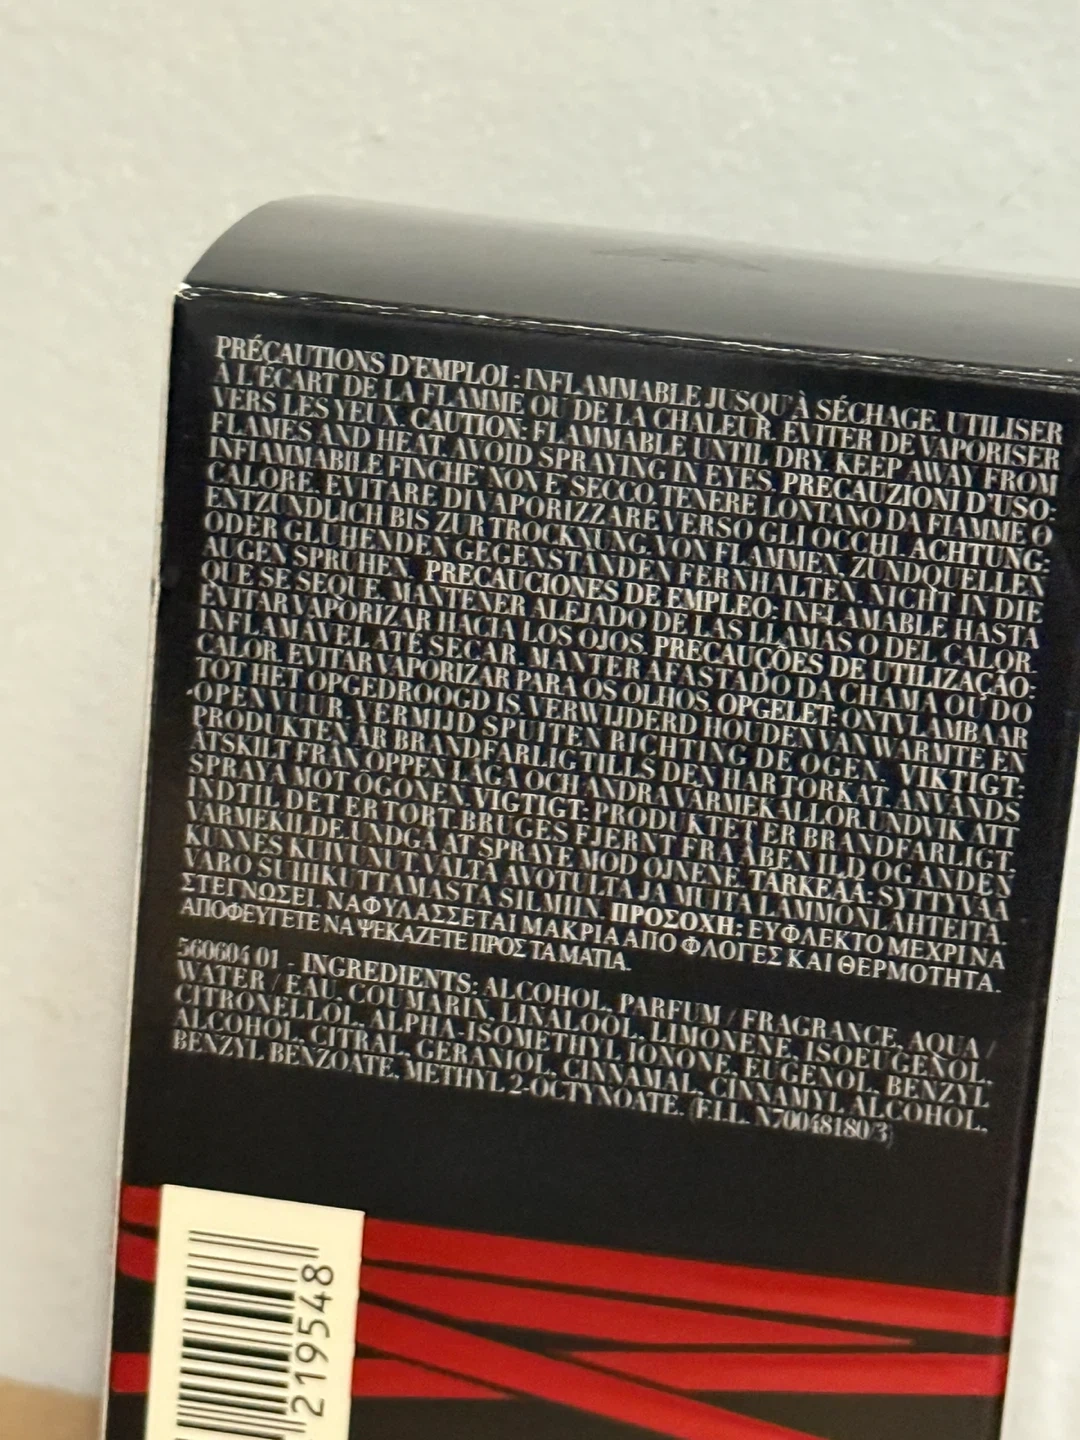 PRÉCAUTIONS D'EMPLOI : INFLAMMABLE JUSQU'À SÉCHAGE. UTILISER
À L'ÉCART DE LA FLAMME OU DE LA CHALEUR. ÉVITER DE VAPORISER
VERS LES YEUX. CAUTION: FLAMMABLE UNTIL DRY. KEEP AWAY FROM
FLAMES AND HEAT. AVOID SPRAYING IN EYES. PRECAUZIONI D'USO:
INFIAMMABILE FINCHE' NON E' SECCO. TENERE LONTANO DA FIAMME O
CALORE. EVITARE DI VAPORIZZARE VERSO GLI OCCHI. ACHTUNG:
ENTZÜNDLICH BIS ZUR TROCKNUNG. VON FLAMMEN, ZÜNDQUELLEN
ODER GLÜHENDEN GEGENSTÄNDEN FERNHALTEN. NICHT IN DIE
AUGEN SPRÜHEN. PRECAUCIONES DE EMPLEO: INFLAMABLE HASTA
QUE SE SEQUE. MANTENER ALEJADO DE LAS LLAMAS O DEL CALOR.
EVITAR VAPORIZAR HACIA LOS OJOS. PRECAUÇÕES DE UTILIZAÇÃO:
INFLAMÁVEL ATÉ SECAR. MANTER AFASTADO DA CHAMA OU DO
CALOR. EVITAR VAPORIZAR PARA OS OLHOS. OPGELET: ONTVLAMBAAR
TOT HET OPGEDROOGD IS. VERWIJDERD HOUDEN VAN WARMTE EN
OPEN VUUR. VERMIJD SPUITEN RICHTING DE OGEN. VIKTIGT:
PRODUKTEN ÄR BRANDFARLIG TILLS DEN HAR TORKAT. ANVÄNDS
ÅTSKILT FRÅN ÖPPEN LÅGA OCH ANDRA VÄRMEKÄLLOR. UNDVIK ATT
SPRAYA MOT ÖGONEN. VIGTIGT: PRODUKTET ER BRANDFARLIGT,
INDTIL DET ER TØRT. BRUGES FJERNT FRA ÅBEN ILD OG ANDEN
VARMEKILDE. UNDGÅ AT SPRAYE MOD ØJNENE. TÄRKEÄÄ: SYTTYVÄÄ
KUNNES KUIVUNUT. VÄLTÄ AVOTULTA JA MUITA LÄMMÖNLÄHTEITÄ.
VARO SUIHKUTTAMASTA SILMIIN. ΠΡΟΣΟΧΗ: ΕΥΦΛΕΚΤΟ ΜΕΧΡΙ ΝΑ
ΣΤΕΓΝΩΣΕΙ. ΝΑ ΦΥΛΑΣΣΕΤΑΙ ΜΑΚΡΙΑ ΑΠΟ ΦΛΟΓΕΣ ΚΑΙ ΘΕΡΜΟΤΗΤΑ.
ΑΠΟΦΕΥΓΕΤΕ ΝΑ ΨΕΚΑΖΕΤΕ ΠΡΟΣ ΤΑ ΜΑΤΙΑ.
560604 01 - INGREDIENTS: ALCOHOL, PARFUM / FRAGRANCE, AQUA /
WATER / EAU, COUMARIN, LINALOOL, LIMONENE, ISOEUGENOL,
CITRONELLOL, ALPHA-ISOMETHYL IONONE, EUGENOL, BENZYL
ALCOHOL, CITRAL, GERANIOL, CINNAMAL, CINNAMYL ALCOHOL,
BENZYL BENZOATE, METHYL 2-OCTYNOATE. (F.I.L. N70048180/3)
219548